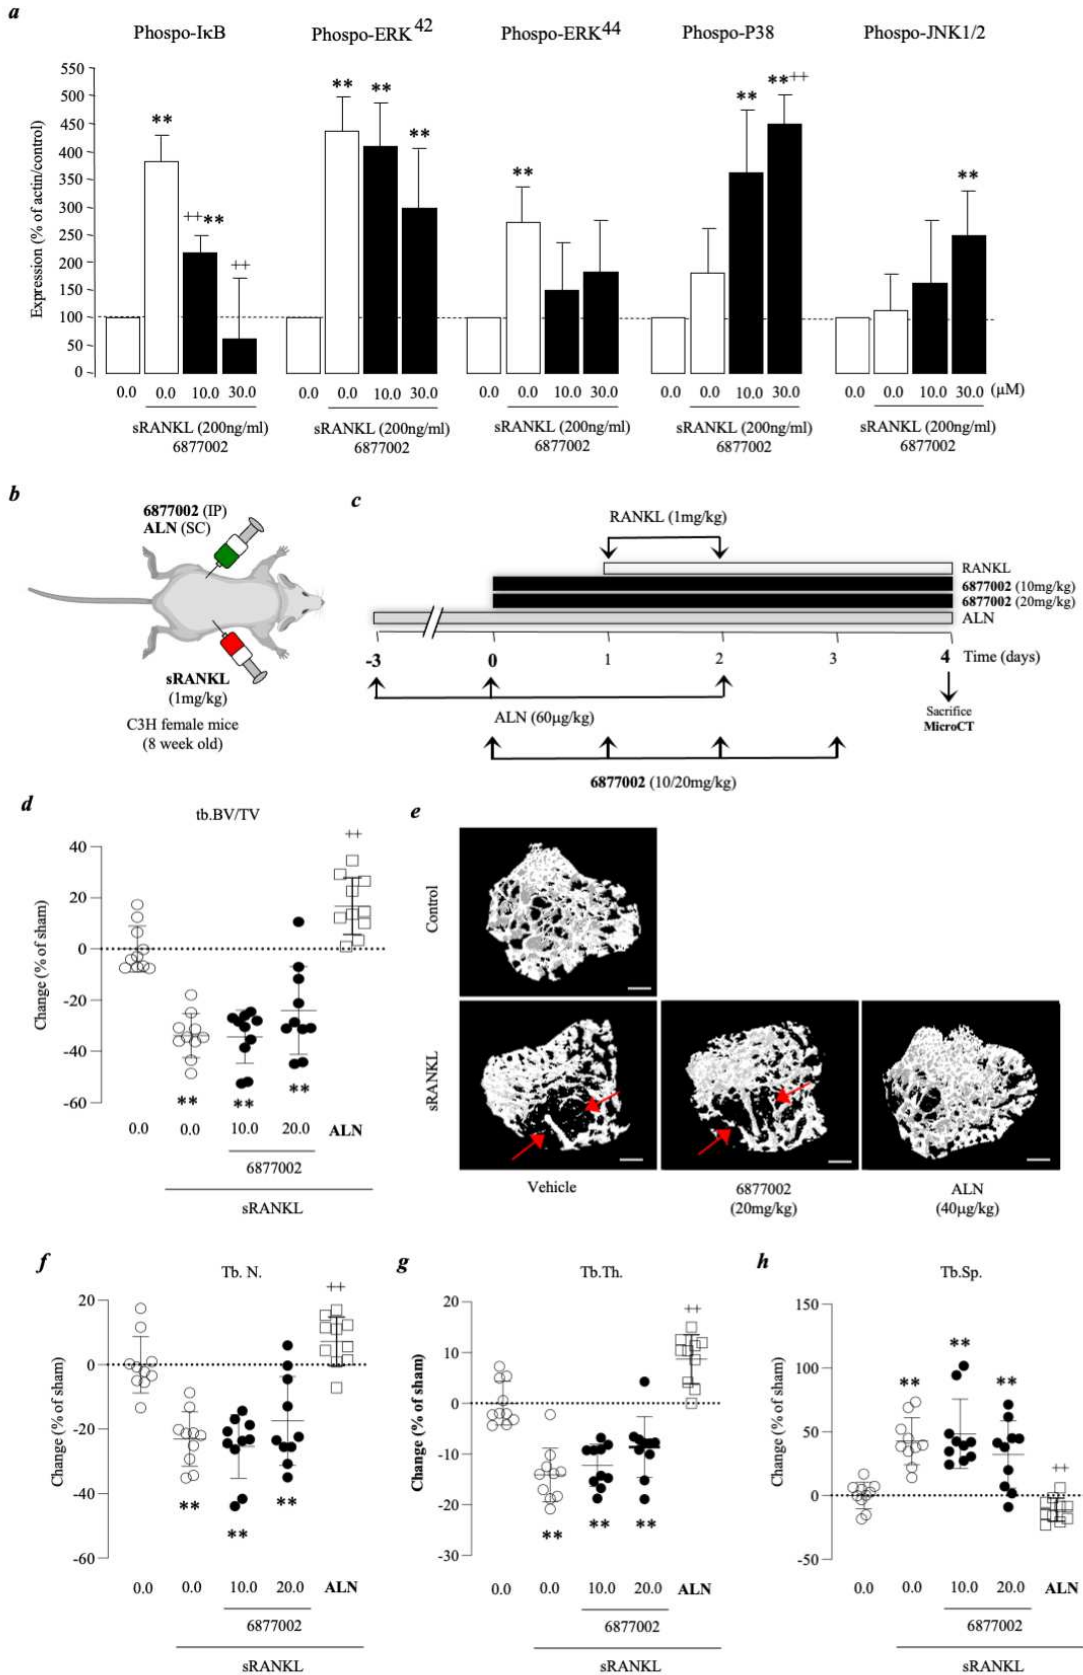 a
Phospo-IκB Phospo-ERK42 Phospo-ERK44 Phospo-P38 Phospo-JNK1/2
Expression (% of actin/control)
550
500
450
400
350
300
250
200
150
100
50
0
**
++**
++
** ** **
**
** **++
**
0.0 0.0 10.0 30.0 0.0 0.0 10.0 30.0 0.0 0.0 10.0 30.0 0.0 0.0 10.0 30.0 0.0 0.0 10.0 30.0 (μM)
sRANKL (200ng/ml) sRANKL (200ng/ml) sRANKL (200ng/ml) sRANKL (200ng/ml) sRANKL (200ng/ml)
6877002 6877002 6877002 6877002 6877002
b
6877002 (IP)
ALN (SC)
sRANKL
(1mg/kg)
C3H female mice
(8 week old)
c
RANKL (1mg/kg)
RANKL
6877002 (10mg/kg)
6877002 (20mg/kg)
ALN
-3 0 1 2 3 4 Time (days)
ALN (60μg/kg)
Sacrifice
MicroCT
6877002 (10/20mg/kg)
d
tb.BV/TV
Change (% of sham)
40
20
0
-20
-40
-60
++
** ** **
0.0 0.0 10.0 20.0 ALN
6877002
sRANKL
e
Control
sRANKL
Vehicle 6877002 ALN
(20mg/kg) (40μg/kg)
f
Tb. N.
Change (% of sham)
20
0
-20
-40
-60
++
** ** **
0.0 0.0 10.0 20.0 ALN
6877002
sRANKL
g
Tb.Th.
Change (% of sham)
20
10
0
-10
-20
-30
++
** ** **
0.0 0.0 10.0 20.0 ALN
6877002
sRANKL
h
Tb.Sp.
Change (% of sham)
150
100
50
0
-50
** ** **
++
0.0 0.0 10.0 20.0 ALN
6877002
sRANKL